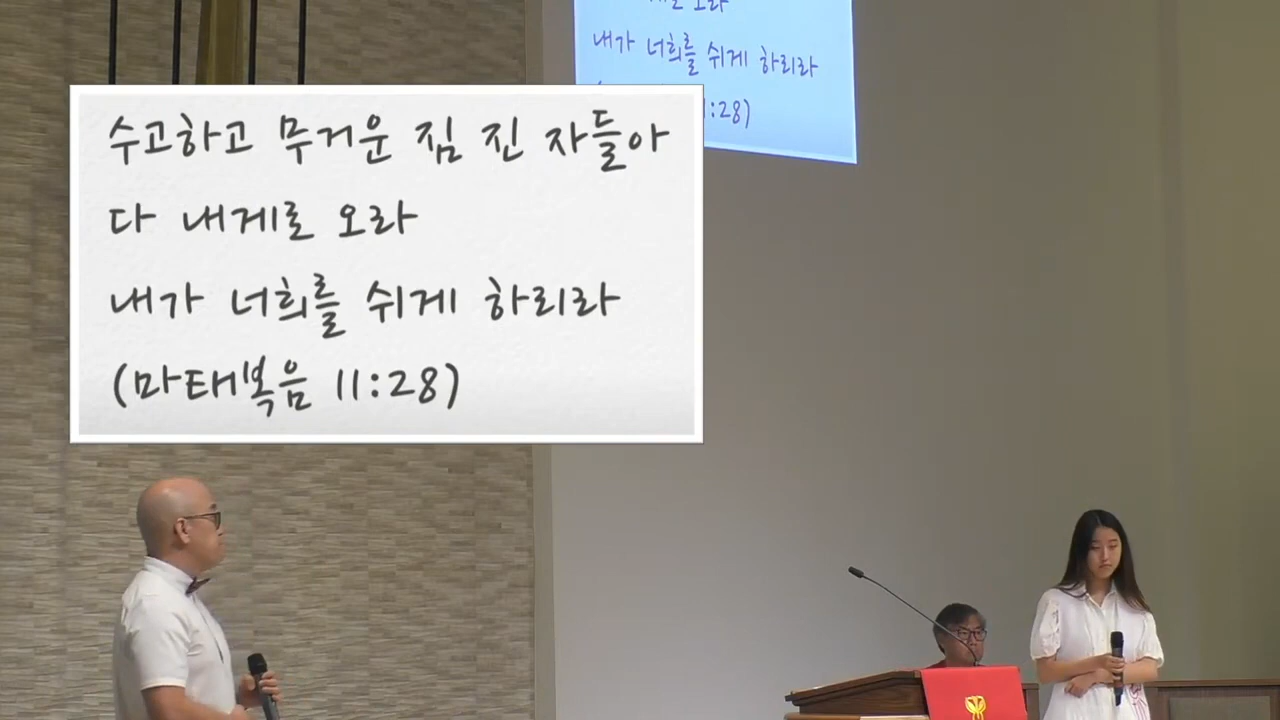 수고하고 무거운 짐 진 자들아
다 내게로 오라
내가 너희를 쉬게 하리라
(마태복음 11:28)
오라
내가 너희를 쉬게 하리라
:28)